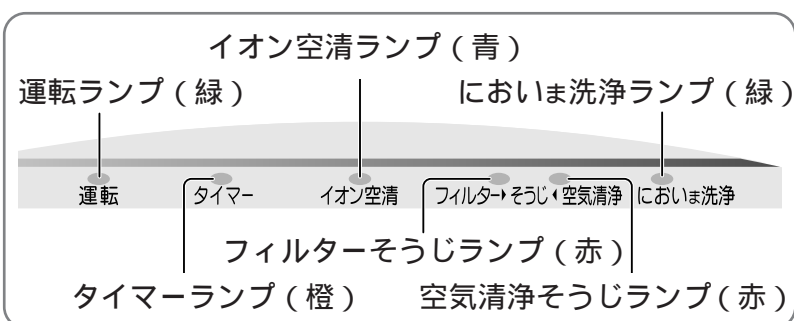 イオン空清ランプ(青)
運転ランプ(緑) においま洗浄ランプ(緑)
運転 タイマー イオン空清 フィルター▸そうじ◂空気清浄 においま洗浄
フィルターそうじランプ(赤)
タイマーランプ(橙) 空気清浄そうじランプ(赤)